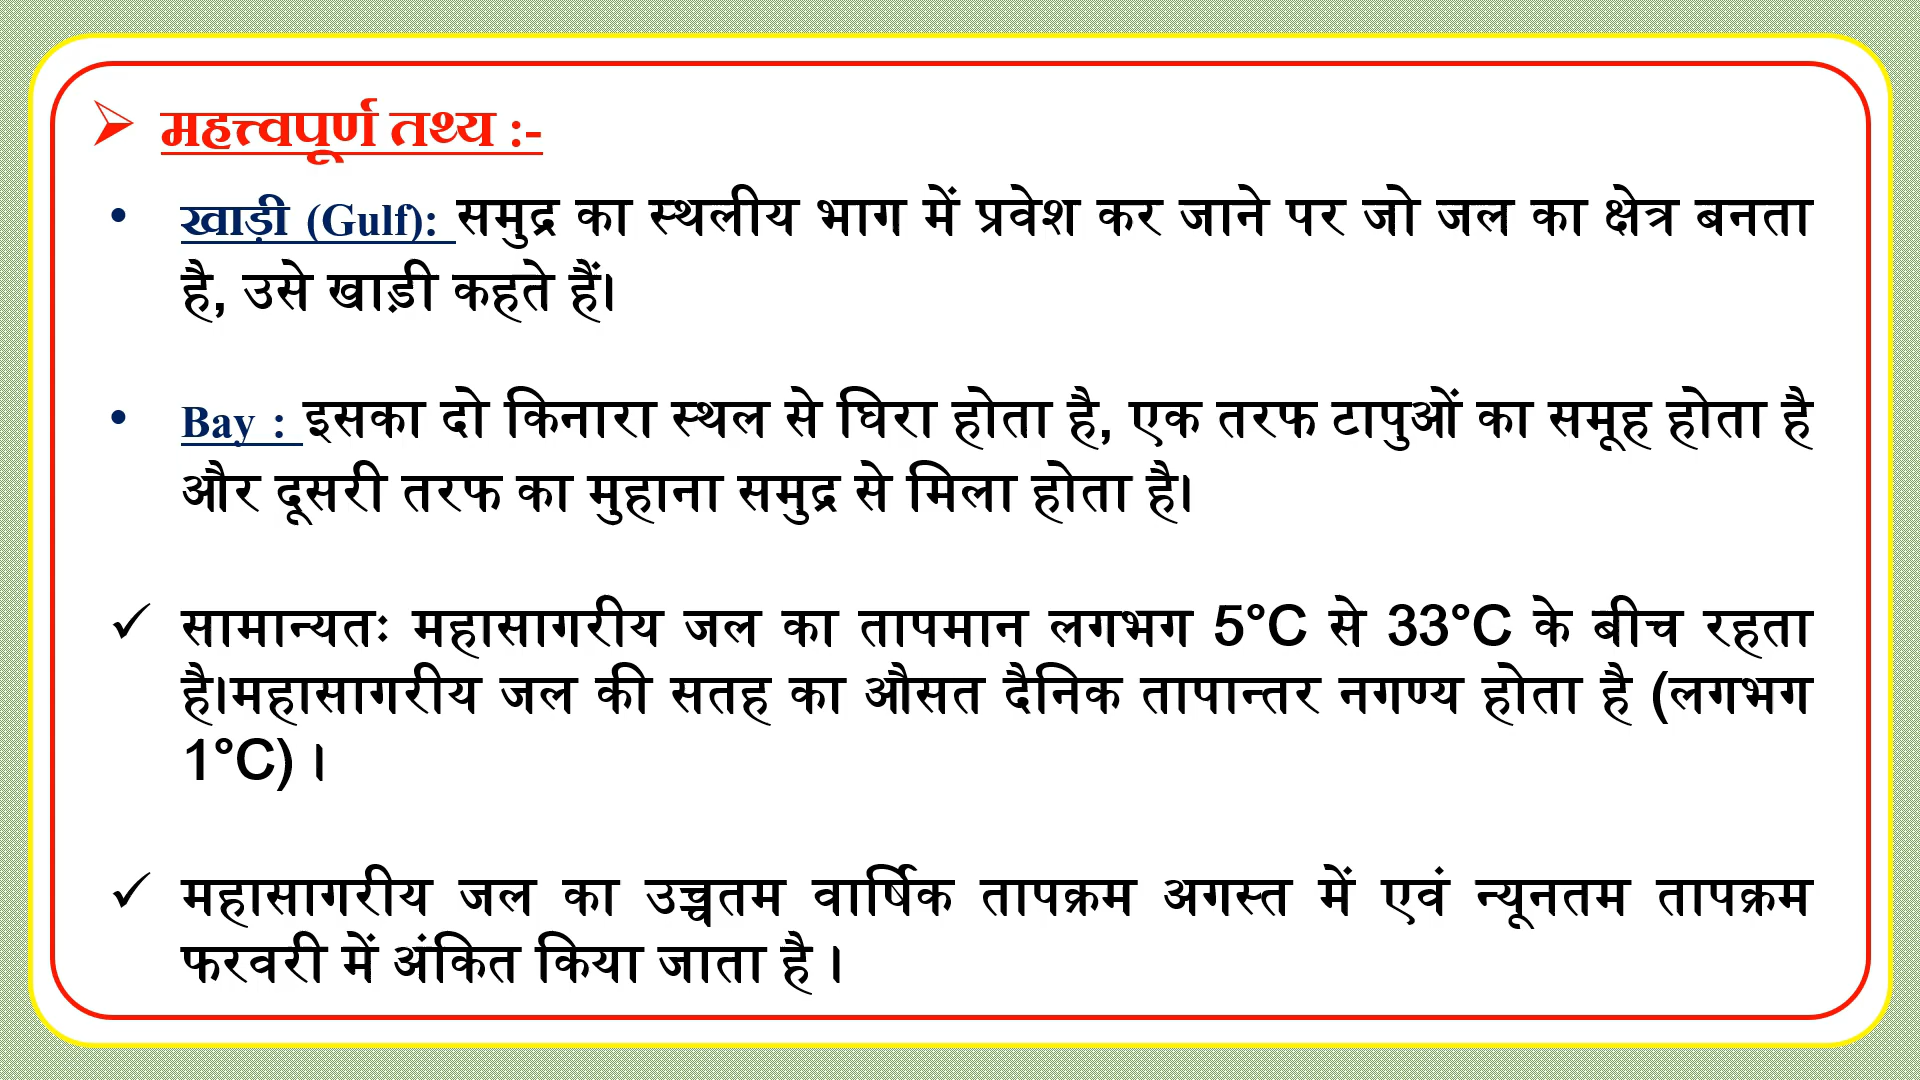 ➢ महत्त्वपूर्ण तथ्य :-
• खाड़ी (Gulf): समुद्र का स्थलीय भाग में प्रवेश कर जाने पर जो जल का क्षेत्र बनता
है, उसे खाड़ी कहते हैं।
• Bay : इसका दो किनारा स्थल से घिरा होता है, एक तरफ टापुओं का समूह होता है
और दूसरी तरफ का मुहाना समुद्र से मिला होता है।
✓ सामान्यतः महासागरीय जल का तापमान लगभग 5°C से 33°C के बीच रहता
है।महासागरीय जल की सतह का औसत दैनिक तापान्तर नगण्य होता है (लगभग
1°C) ।
✓ महासागरीय जल का उच्चतम वार्षिक तापक्रम अगस्त में एवं न्यूनतम तापक्रम
फरवरी में अंकित किया जाता है ।